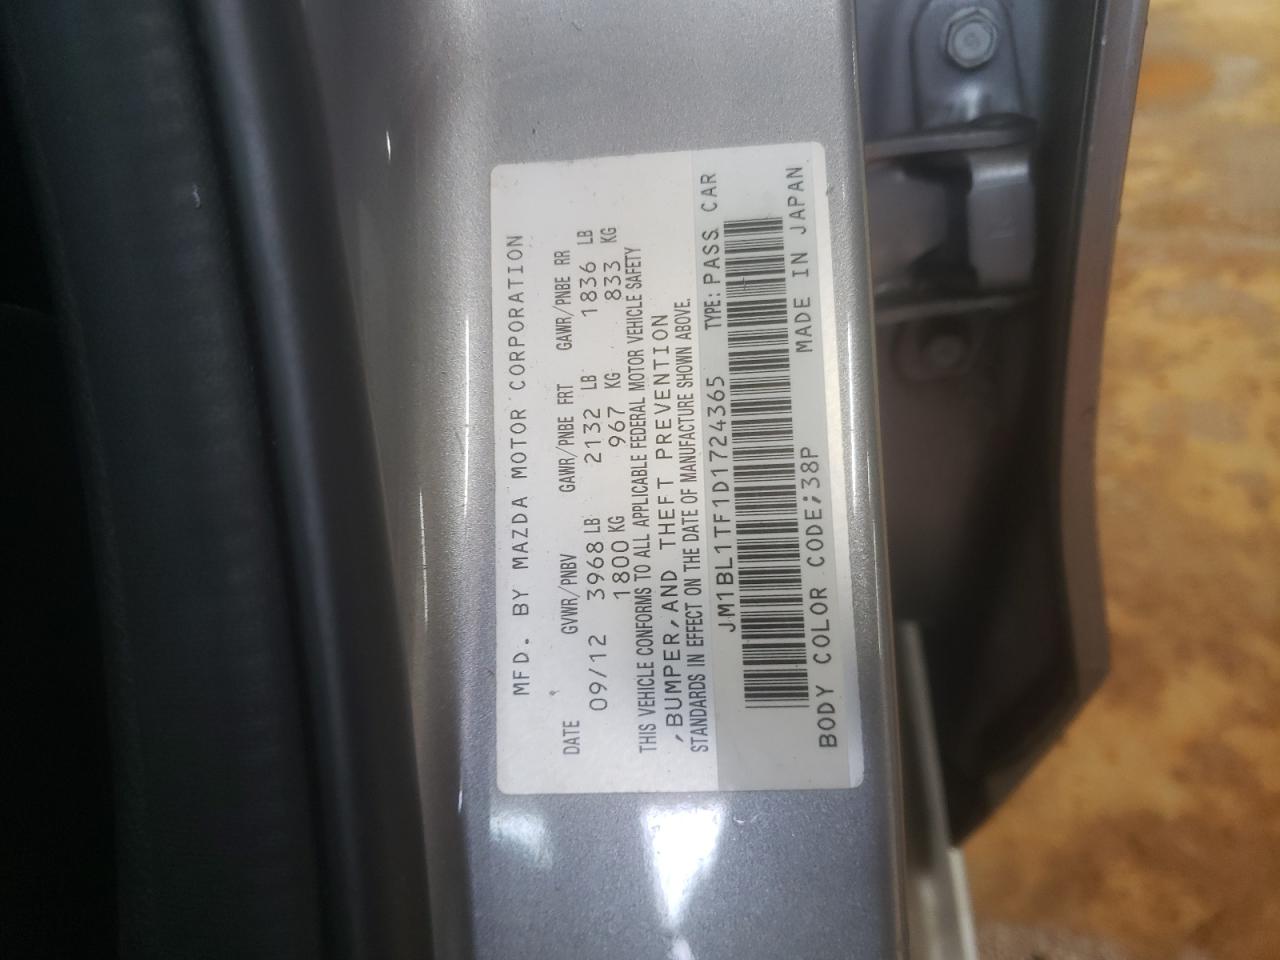 MFD. BY MAZDA MOTOR CORPORATION
DATE GVWR/PNBV GAWR/PNBE FRT GAWR/PNBE RR
09/12 3968 LB 2132 LB 1836 LB
1800 KG 967 KG 833 KG
THIS VEHICLE CONFORMS TO ALL APPLICABLE FEDERAL MOTOR VEHICLE SAFETY
,BUMPER,AND THEFT PREVENTION
STANDARDS IN EFFECT ON THE DATE OF MANUFACTURE SHOWN ABOVE.
JM1BL1TF1D1724365 TYPE: PASS. CAR
BODY COLOR CODE;38P MADE IN JAPAN